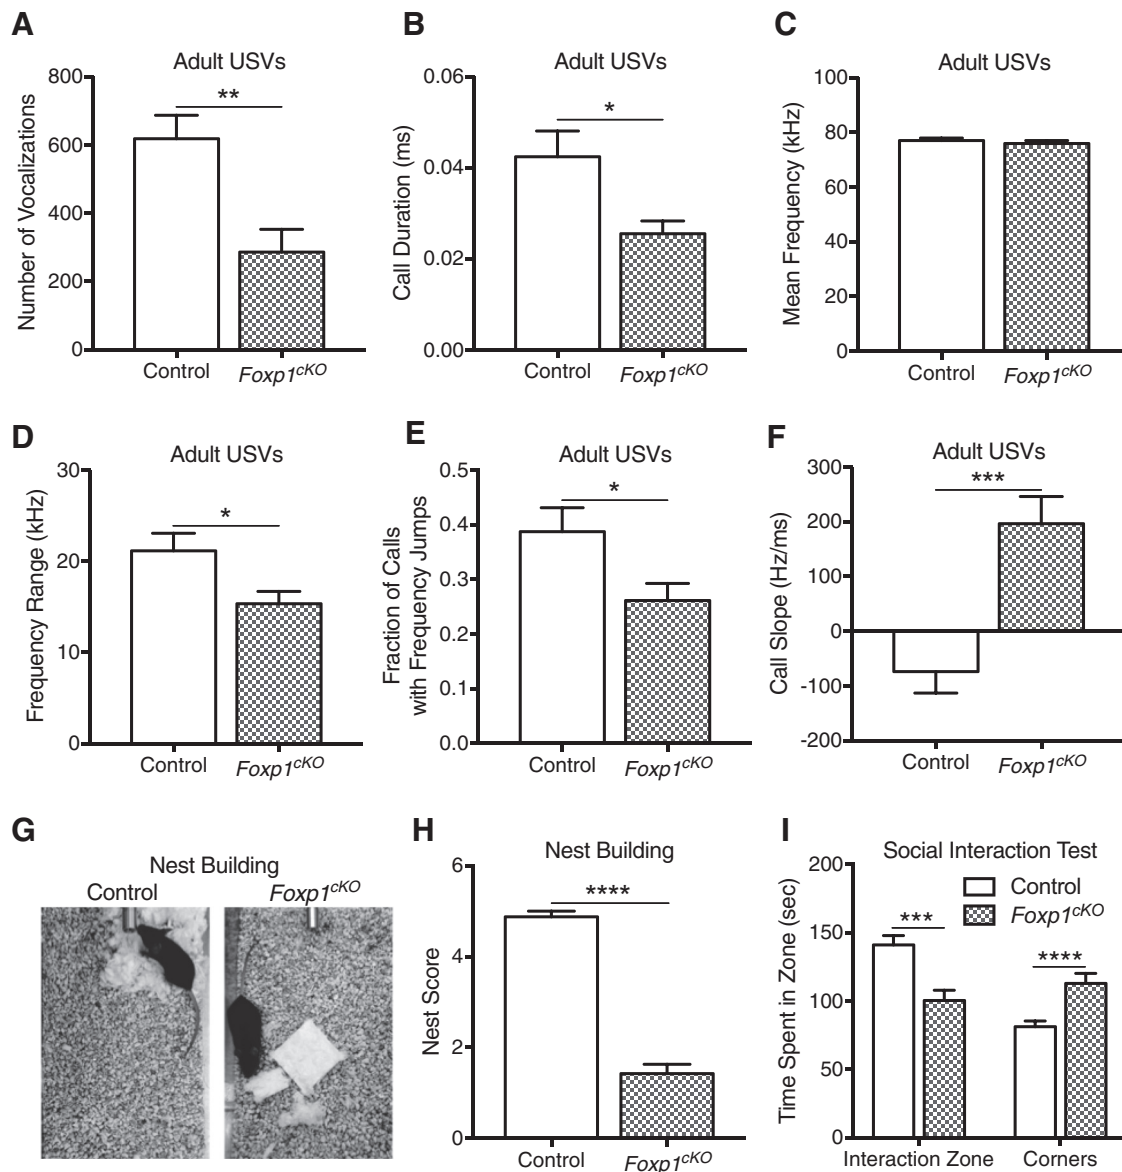 A
Adult USVs
800
600
400
200
0
Number of Vocalizations
**
Control
Foxp1cKO
B
Adult USVs
0.06
0.04
0.02
0.00
Call Duration (ms)
*
Control
Foxp1cKO
C
Adult USVs
100
80
60
40
20
0
Mean Frequency (kHz)
Control
Foxp1cKO
D
Adult USVs
30
20
10
0
Frequency Range (kHz)
*
Control
Foxp1cKO
E
Adult USVs
0.5
0.4
0.3
0.2
0.1
0.0
Fraction of Calls
with Frequency Jumps
*
Control
Foxp1cKO
F
Adult USVs
300
200
100
0
-100
-200
Call Slope (Hz/ms)
***
Control
Foxp1cKO
G
Nest Building
Control
Foxp1cKO
H
Nest Building
6
4
2
0
Nest Score
****
Control
Foxp1cKO
I
Social Interaction Test
200
150
100
50
0
Time Spent in Zone (sec)
Control
Foxp1cKO
***
****
Interaction Zone
Corners